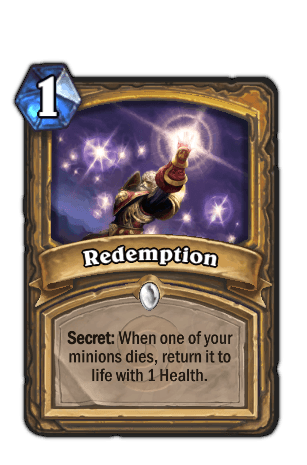 1
Redemption
Secret: When one of your
minions dies, return it to
life with 1 Health.